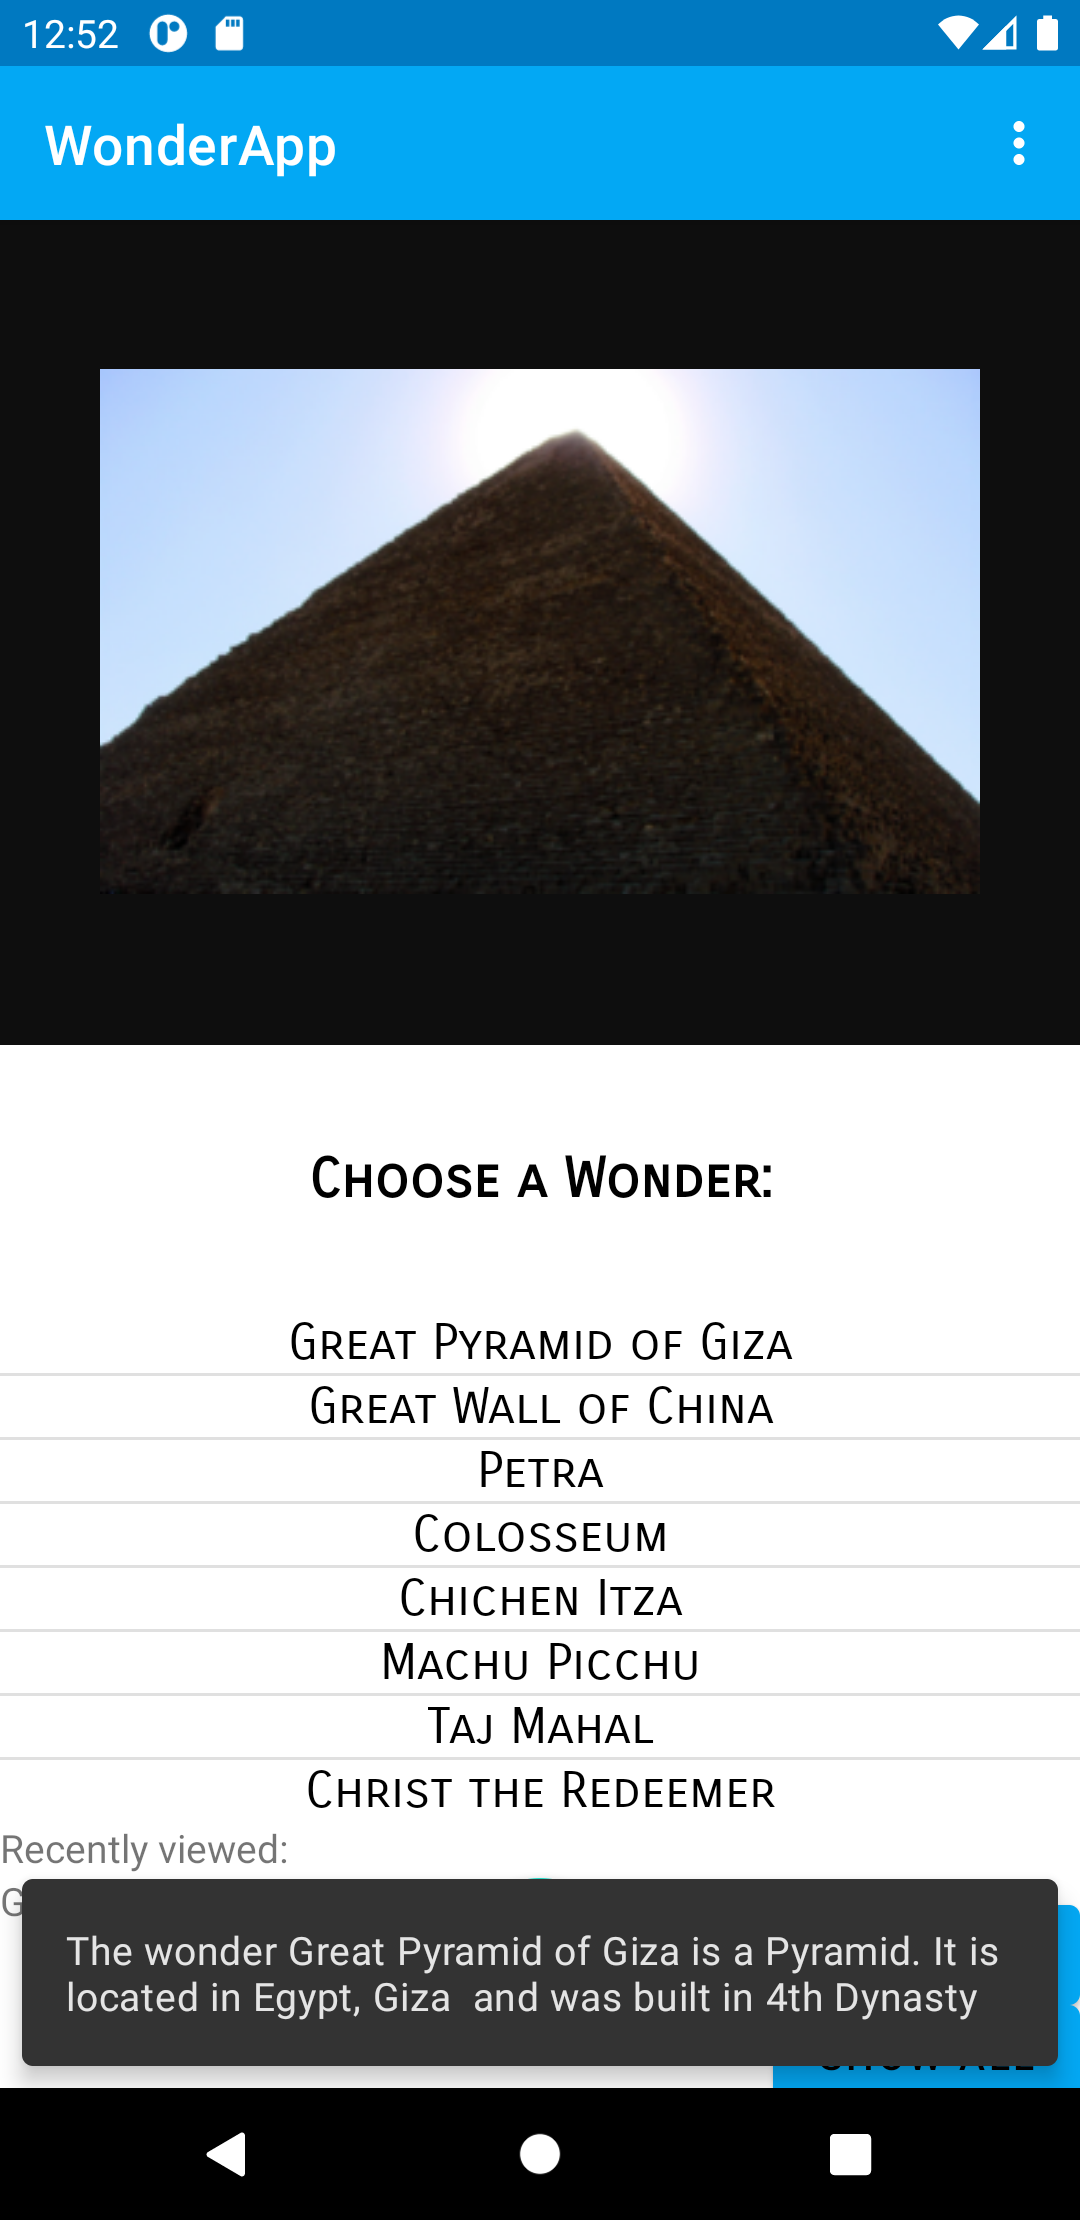 12:52
WonderApp
Choose a Wonder:
Great Pyramid of Giza
Great Wall of China
Petra
Colosseum
Chichen Itza
Machu Picchu
Taj Mahal
Christ the Redeemer
Recently viewed:
The wonder Great Pyramid of Giza is a Pyramid. It is
located in Egypt, Giza  and was built in 4th Dynasty
SHOW ALL